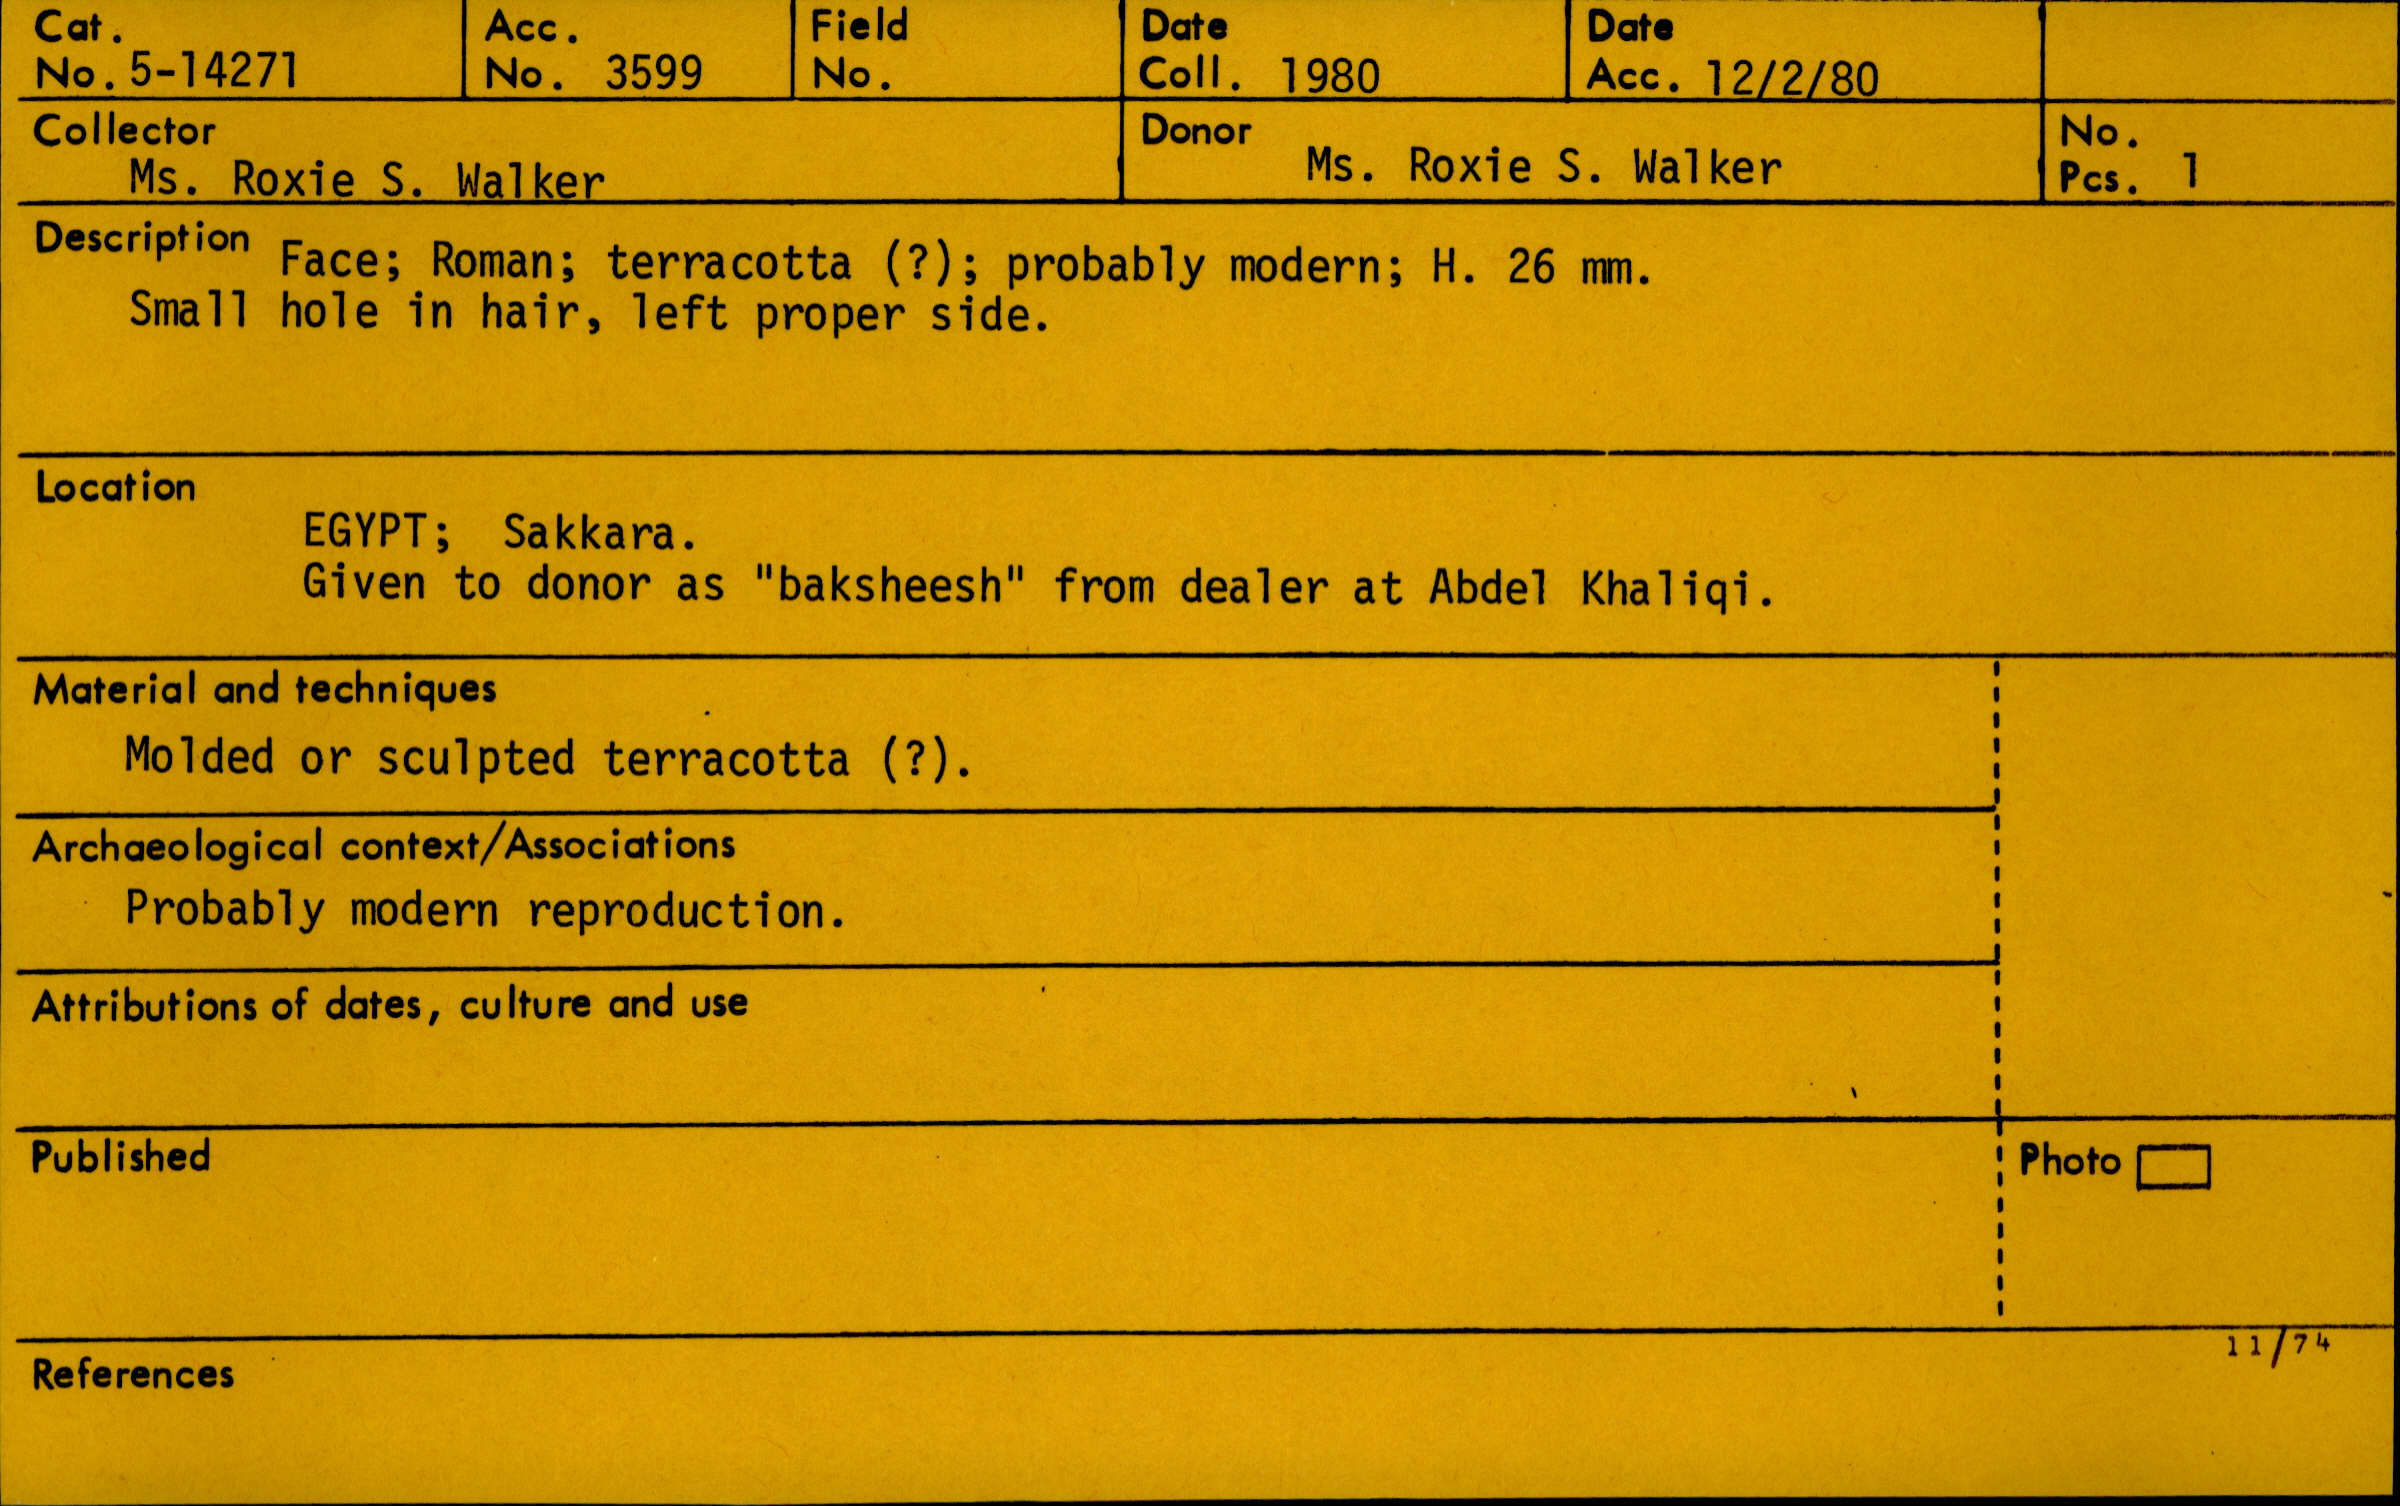 Cat. No. 5-14271
Acc. No. 3599
Field No.
Date Coll. 1980
Date Acc. 12/2/80
Collector
Ms. Roxie S. Walker
Donor
Ms. Roxie S. Walker
No. Pcs. 1
Description Face; Roman; terracotta (?); probably modern; H. 26 mm.
Small hole in hair, left proper side.
Location
EGYPT; Sakkara.
Given to donor as "baksheesh" from dealer at Abdel Khaliqi.
Material and techniques
Molded or sculpted terracotta (?).
Archaeological context/Associations
Probably modern reproduction.
Attributions of dates, culture and use
Published
Photo
11/74
References